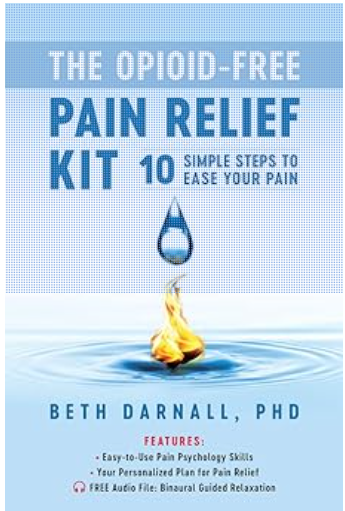 THE OPIOID-FREE
PAIN RELIEF
KIT 10 SIMPLE STEPS TO
EASE YOUR PAIN
BETH DARNALL, PHD
FEATURES:
• Easy-to-Use Pain Psychology Skills
• Your Personalized Plan for Pain Relief
FREE Audio File: Binaural Guided Relaxation